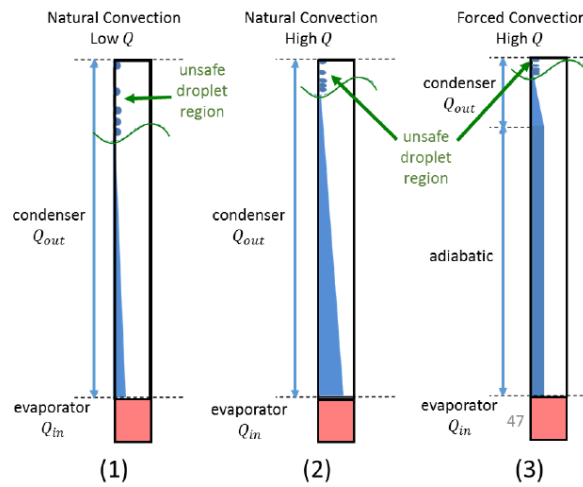 Natural Convection
Low Q
unsafe
droplet
region
condenser
Q_out
evaporator
Q_in
(1)
Natural Convection
High Q
unsafe
droplet
region
condenser
Q_out
evaporator
Q_in
(2)
Forced Convection
High Q
condenser
Q_out
adiabatic
evaporator
Q_in
47
(3)